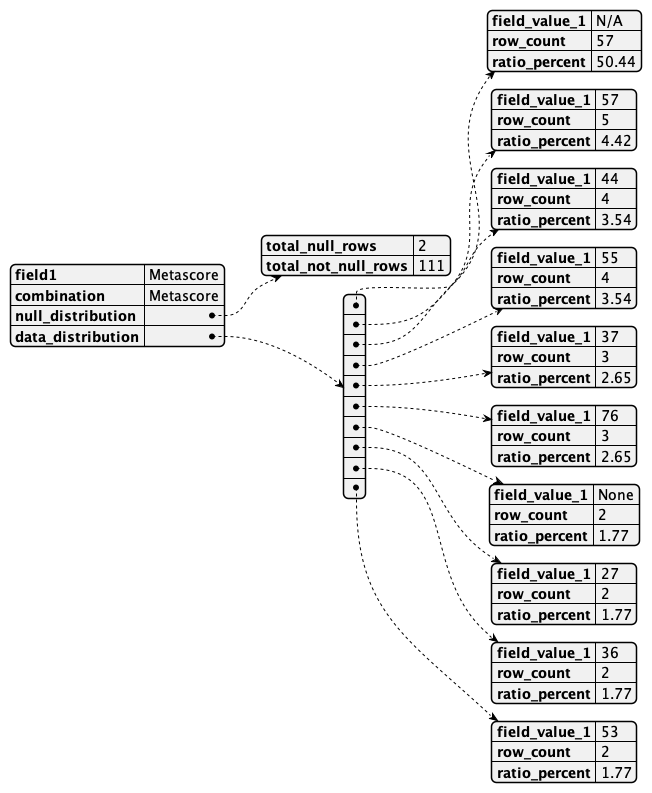 field1 Metascore
combination Metascore
null_distribution
data_distribution
total_null_rows 2
total_not_null_rows 111
field_value_1 N/A
row_count 57
ratio_percent 50.44
field_value_1 57
row_count 5
ratio_percent 4.42
field_value_1 44
row_count 4
ratio_percent 3.54
field_value_1 55
row_count 4
ratio_percent 3.54
field_value_1 37
row_count 3
ratio_percent 2.65
field_value_1 76
row_count 3
ratio_percent 2.65
field_value_1 None
row_count 2
ratio_percent 1.77
field_value_1 27
row_count 2
ratio_percent 1.77
field_value_1 36
row_count 2
ratio_percent 1.77
field_value_1 53
row_count 2
ratio_percent 1.77